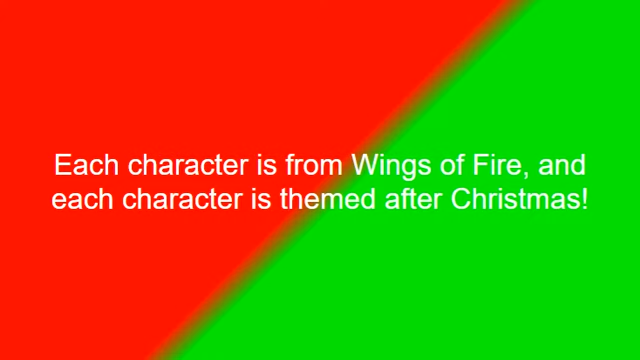 Each character is from Wings of Fire, and
each character is themed after Christmas!